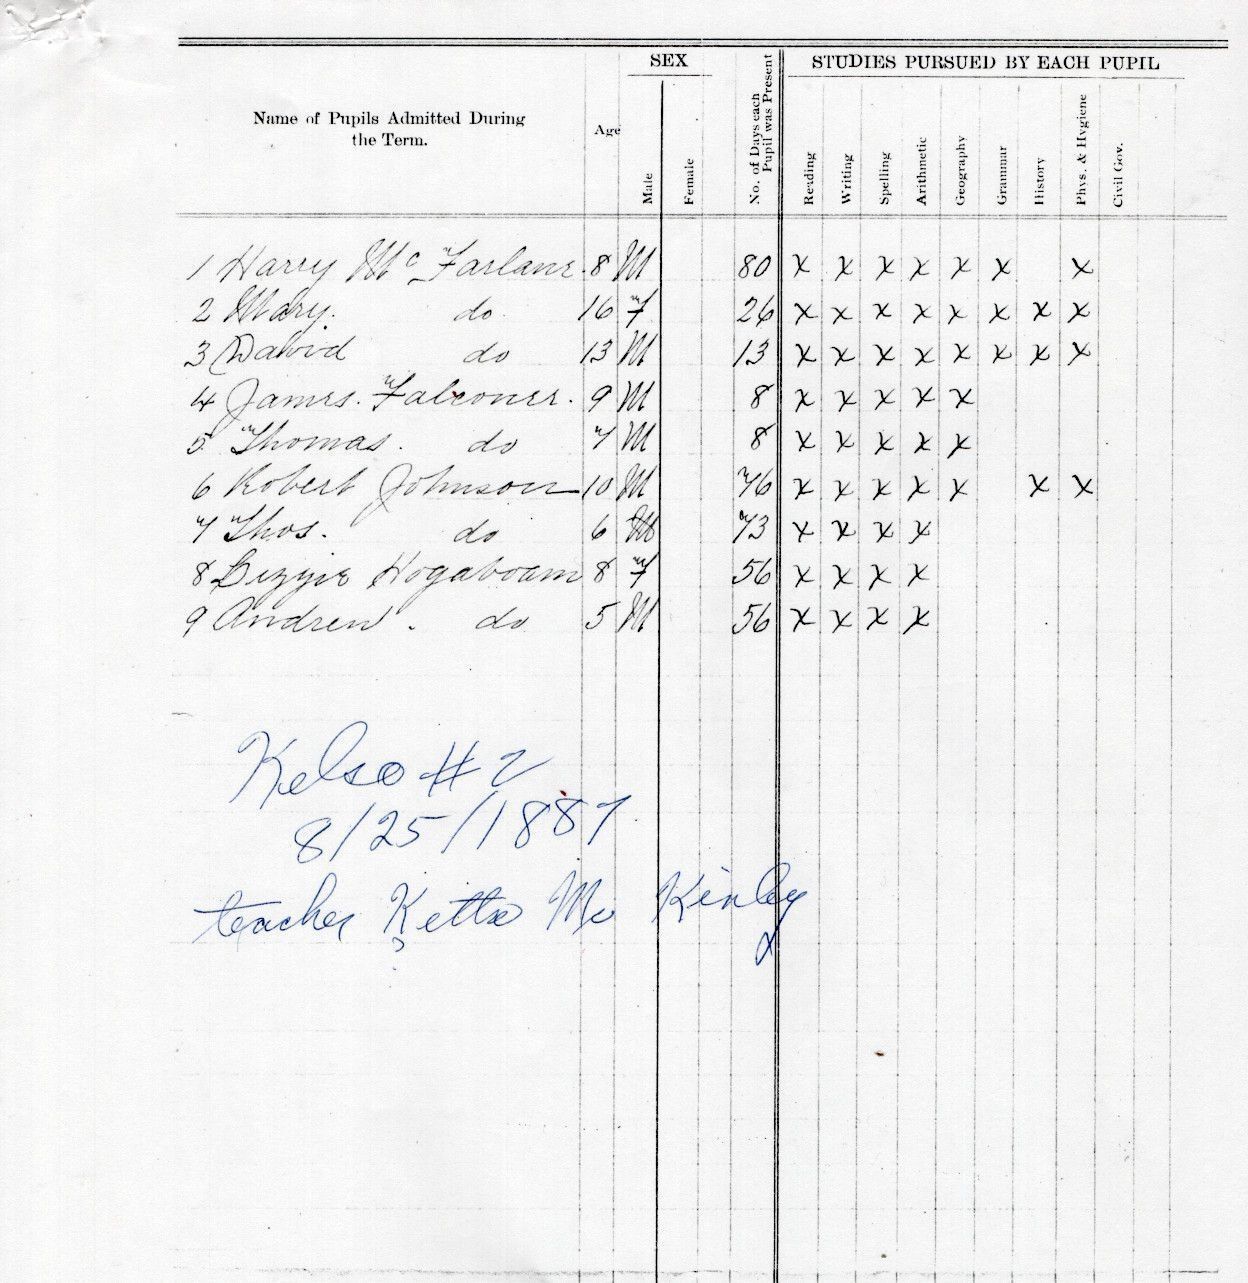 SEX
STUDIES PURSUED BY EACH PUPIL
Name of Pupils Admitted During
the Term.
Age
Male
Female
No. of Days each
Pupil was Present
Reading
Writing
Spelling
Arithmetic
Geography
Grammar
History
Phys. & Hygiene
Civil Gov.
1 Harry McFarlane. 8 M 80 x x x x x x x
2 Mary. do 16 F 26 x x x x x x x x
3 David do 13 M 13 x x x x x x x x
4 James. Falconer. 9 M 8 x x x x x
5 Thomas. do 7 M 8 x x x x x
6 Robert Johnson 10 M 76 x x x x x x x
7 Thos. do 6 M 73 x x x x
8 Lizzie Hogaboam 8 F 56 x x x x
9 Andrew. do 5 M 56 x x x x
Kelso #2
8/25/1887
teacher Mc Kinley
?